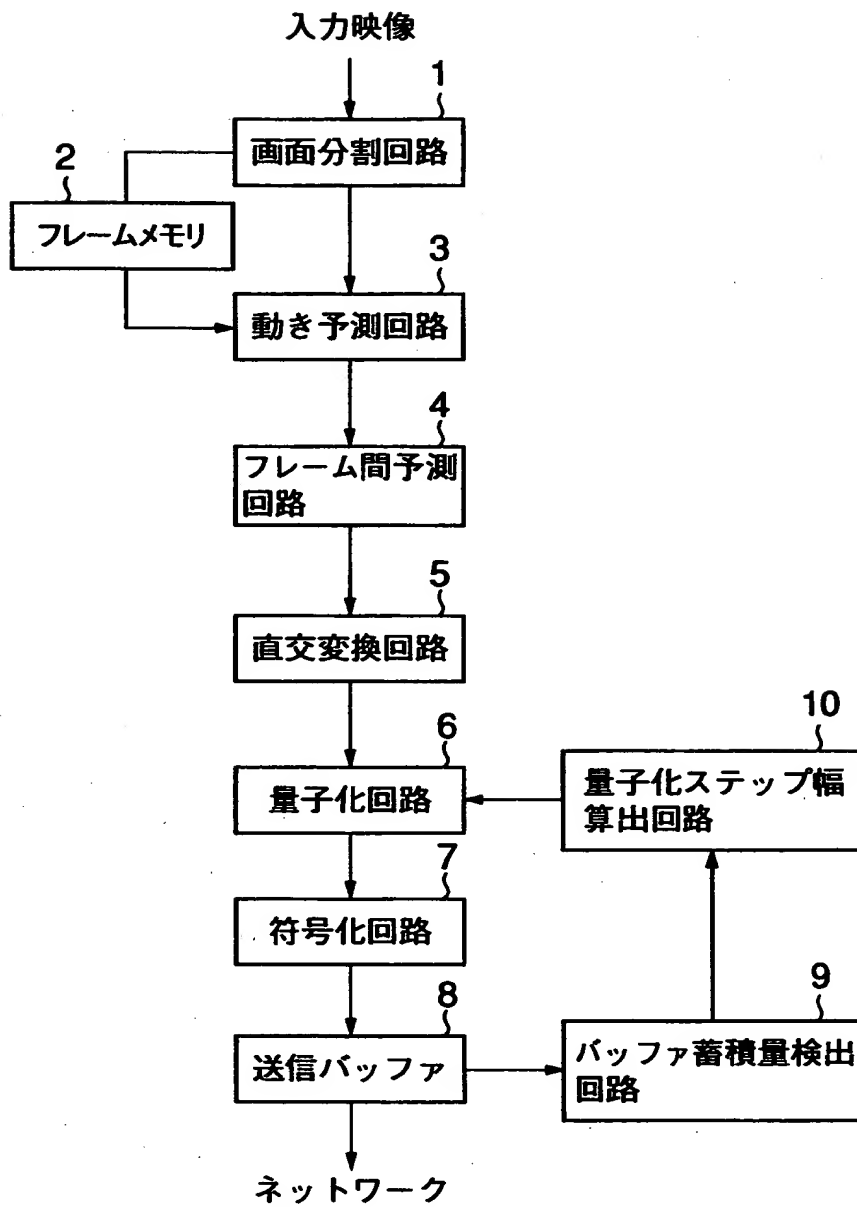 入力映像
1
画面分割回路
2
フレームメモリ
3
動き予測回路
4
フレーム間予測
回路
5
直交変換回路
6
量子化回路
10
量子化ステップ幅
算出回路
7
符号化回路
8
送信バッファ
9
バッファ蓄積量検出
回路
ネットワーク